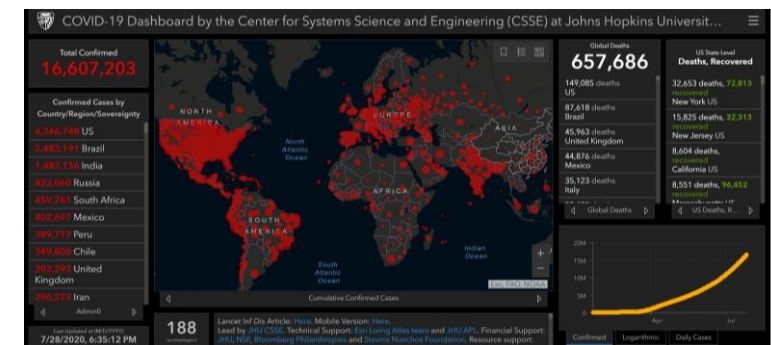 COVID-19 Dashboard by the Center for Systems Science and Engineering (CSSE) at Johns Hopkins Universit...
Total Confirmed
16,607,203
Confirmed Cases by
Country/Region/Sovereignty
4,346,748 US
2,483,191 Brazil
1,483,156 India
822,060 Russia
459,761 South Africa
402,697 Mexico
389,717 Peru
349,800 Chile
302,293 United
Kingdom
296,273 Iran
Admin0
Last Updated at (M/D/YYYY)
7/28/2020, 6:35:12 PM
NORTH
AMERICA
EUROPE
ASIA
North
Atlantic
Ocean
AFRICA
SOUTH
AMERICA
South
Atlantic
Ocean
Indian
Ocean
+
−
Esri, FAO, NOAA
Cumulative Confirmed Cases
188
Lancet Inf Dis Article: Here. Mobile Version: Here.
Lead by JHU CSSE. Technical Support: Esri Living Atlas team and JHU APL. Financial Support:
JHU, NSF, Bloomberg Philanthropies and Stavros Niarchos Foundation. Resource support:
Global Deaths
657,686
149,085 deaths
US
87,618 deaths
Brazil
45,963 deaths
United Kingdom
44,876 deaths
Mexico
35,123 deaths
Italy
Global Deaths
US State Level
Deaths, Recovered
32,653 deaths, 72,813
recovered
New York US
15,825 deaths, 32,313
recovered
New Jersey US
8,604 deaths,
recovered
California US
8,551 deaths, 96,452
recovered
Massachusetts US
US Deaths, R...
20M
15M
10M
5M
0
Apr
Jul
Confirmed
Logarithmic
Daily Cases